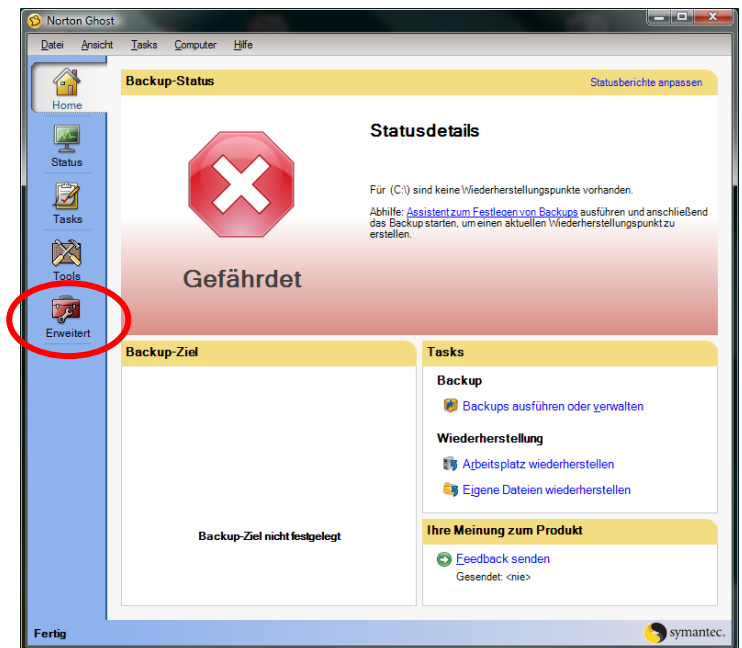 Norton Ghost
Datei Ansicht Tasks Computer Hilfe
Home
Status
Tasks
Tools
Erweitert
Backup-Status
Statusberichte anpassen
Statusdetails
Für (C:\) sind keine Wiederherstellungspunkte vorhanden.
Abhilfe: Assistent zum Festlegen von Backups ausführen und anschließend
das Backup starten, um einen aktuellen Wiederherstellungspunkt zu
erstellen.
Gefährdet
Backup-Ziel
Backup-Ziel nicht festgelegt
Tasks
Backup
Backups ausführen oder verwalten
Wiederherstellung
Arbeitsplatz wiederherstellen
Eigene Dateien wiederherstellen
Ihre Meinung zum Produkt
Feedback senden
Gesendet: <nie>
Fertig
symantec.